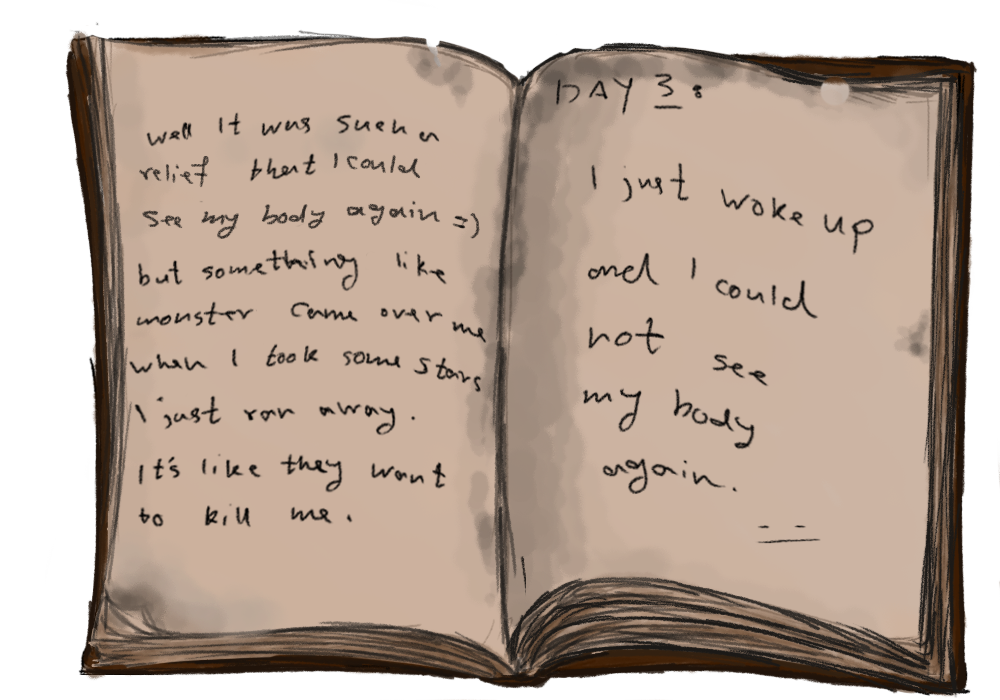 well It was such a
relief that I could
see my body again =)
but something like
monster came over me
when I took some stars
I just ran away.
It's like they want
to kill me.
DAY 3:
I just woke up
and I could
not see
my body
again.